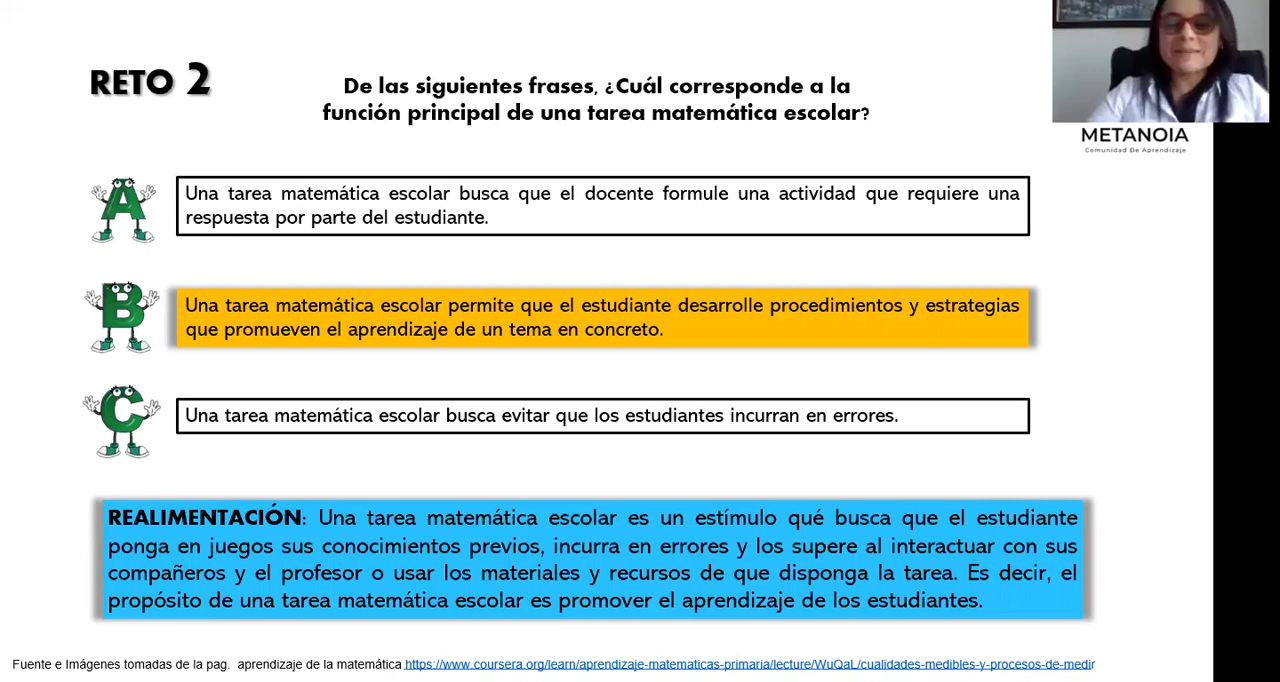 RETO 2
De las siguientes frases, ¿Cuál corresponde a la
función principal de una tarea matemática escolar?
METANOIA
Comunidad De Aprendizaje
A
Una tarea matemática escolar busca que el docente formule una actividad que requiere una
respuesta por parte del estudiante.
B
Una tarea matemática escolar permite que el estudiante desarrolle procedimientos y estrategias
que promueven el aprendizaje de un tema en concreto.
C
Una tarea matemática escolar busca evitar que los estudiantes incurran en errores.
REALIMENTACIÓN: Una tarea matemática escolar es un estímulo qué busca que el estudiante
ponga en juegos sus conocimientos previos, incurra en errores y los supere al interactuar con sus
compañeros y el profesor o usar los materiales y recursos de que disponga la tarea. Es decir, el
propósito de una tarea matemática escolar es promover el aprendizaje de los estudiantes.
Fuente e Imágenes tomadas de la pag. aprendizaje de la matemática https://www.coursera.org/learn/aprendizaje-matematicas-primaria/lecture/WuQaL/cualidades-medibles-y-procesos-de-medir